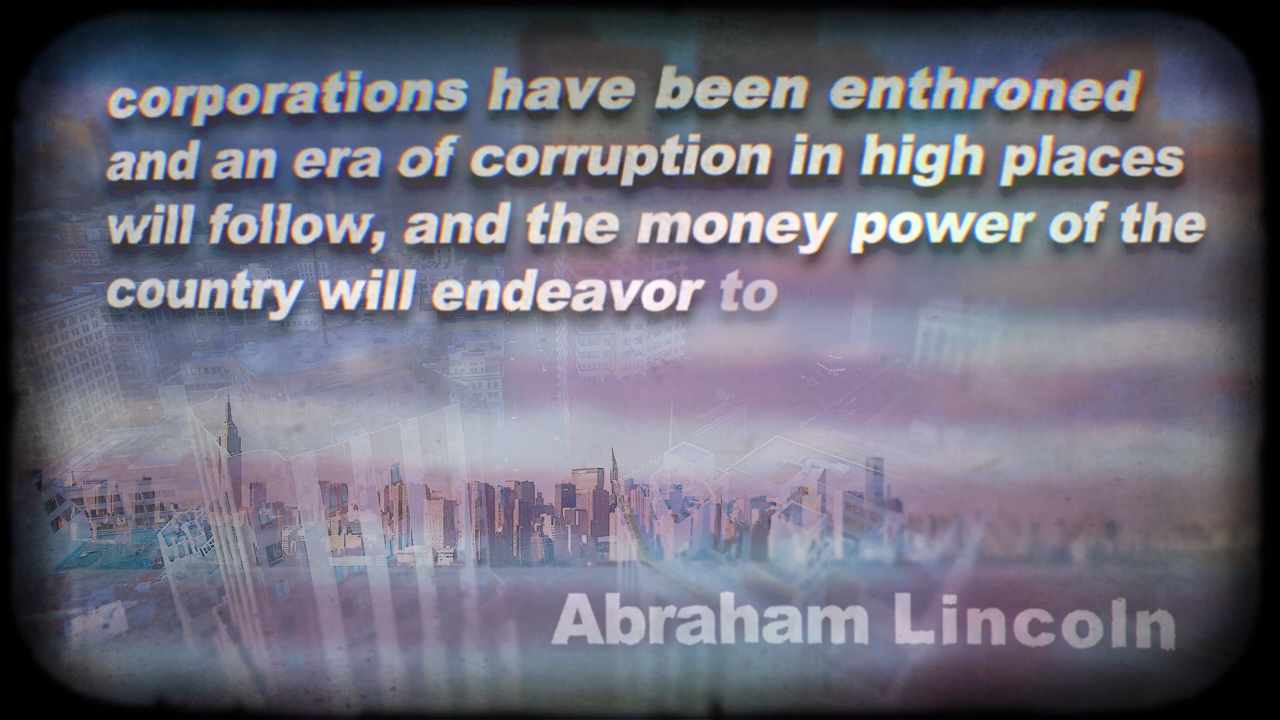 corporations have been enthroned
and an era of corruption in high places
will follow, and the money power of the
country will endeavor to
Abraham Lincoln